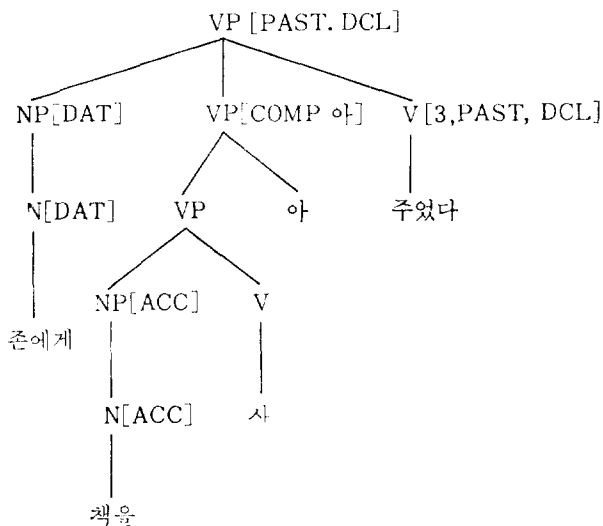 VP [PAST. DCL]
NP[DAT] VP[COMP 아] V [3,PAST, DCL]
N[DAT] VP 아 주었다
NP[ACC] V
존에게
N[ACC] 사
책을